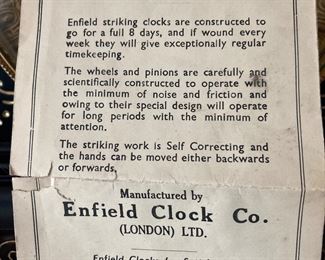 Enfield striking clocks are constructed to
go for a full 8 days, and if wound every
week they will give exceptionally regular
timekeeping.
The wheels and pinions are carefully and
scientifically constructed to operate with
the minimum of noise and friction and
owing to their special design will operate
for long periods with the minimum of
attention.
The striking work is Self Correcting and
the hands can be moved either backwards
or forwards.
Manufactured by
Enfield Clock Co.
(LONDON) LTD.